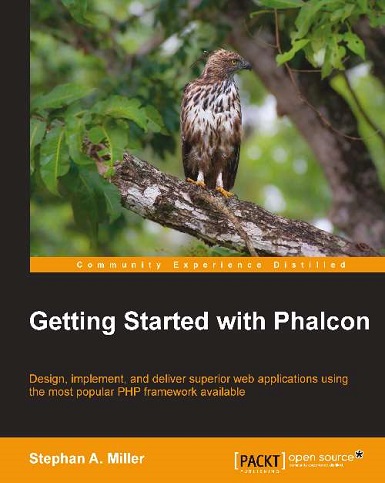 Community Experience Distilled
Getting Started with Phalcon
Design, implement, and deliver superior web applications using
the most popular PHP framework available
Stephan A. Miller
[PACKT] open source*
PUBLISHING